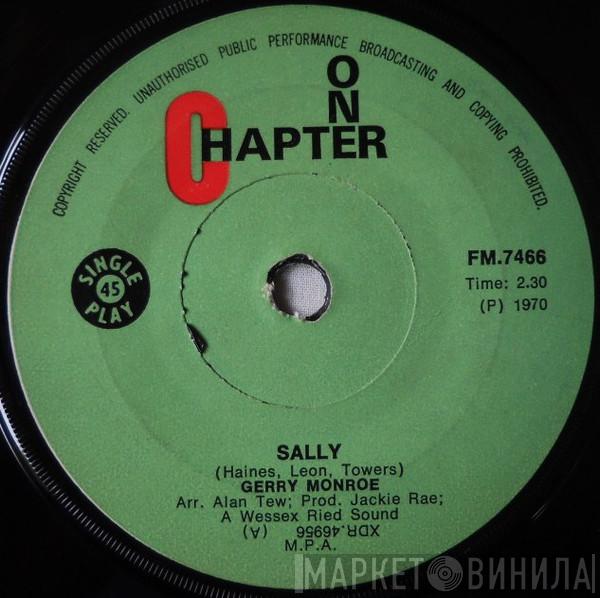 COPYRIGHT RESERVED. UNAUTHORISED PUBLIC PERFORMANCE BROADCASTING AND COPYING PROHIBITED.
CHAPTER
ONE
SINGLE
45
PLAY
FM.7466
Time: 2.30
(P) 1970
SALLY
(Haines, Leon, Towers)
GERRY MONROE
Arr. Alan Tew; Prod. Jackie Rae;
A Wessex Ried Sound
XDR.46956 (A)
M.P.A.
МАРКЕТ ВИНИЛА